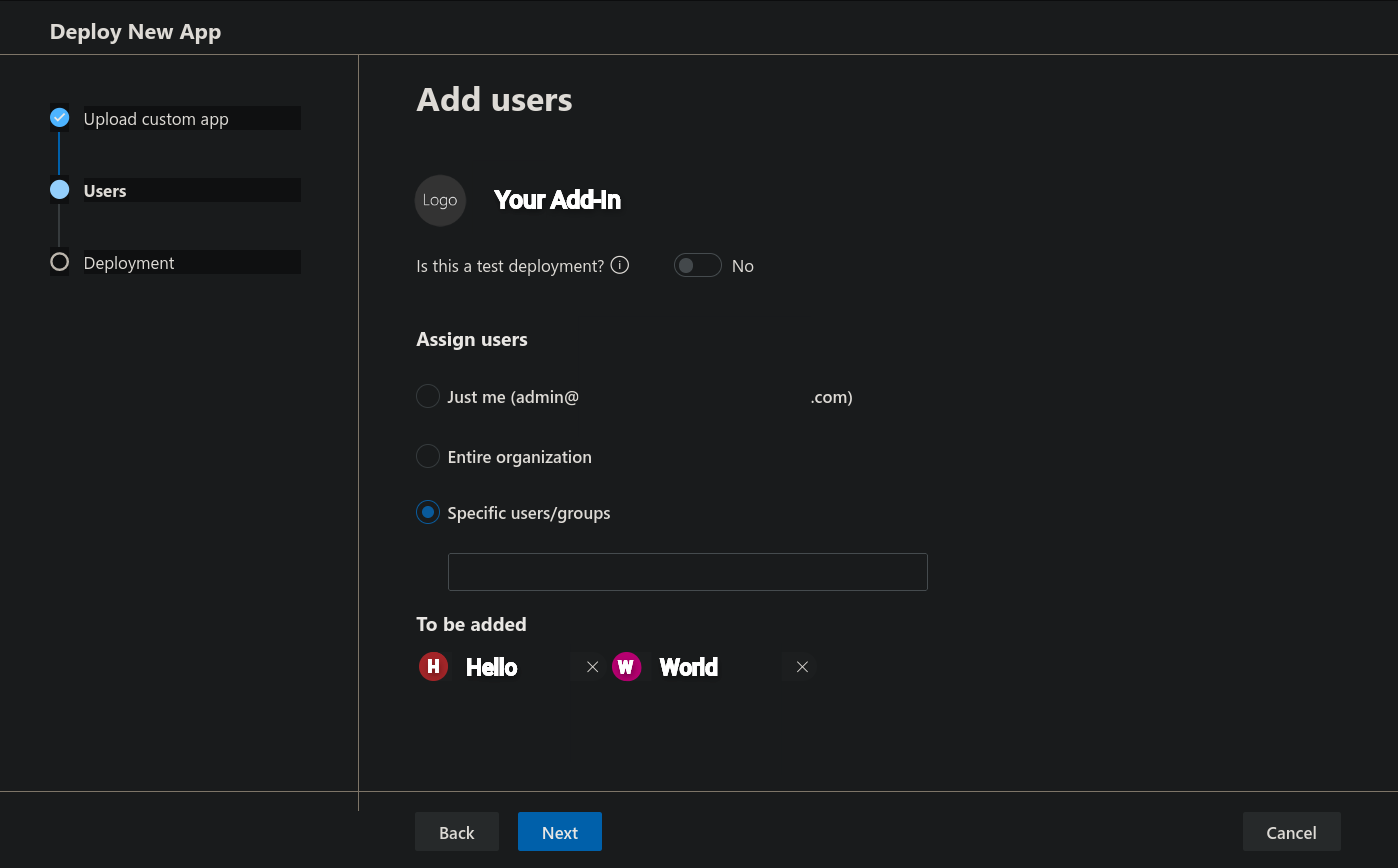 Deploy New App
Upload custom app
Users
Deployment
Add users
Logo
Your Add-In
Is this a test deployment? No
Assign users
Just me (admin@ .com)
Entire organization
Specific users/groups
To be added
H Hello W World
Back Next Cancel